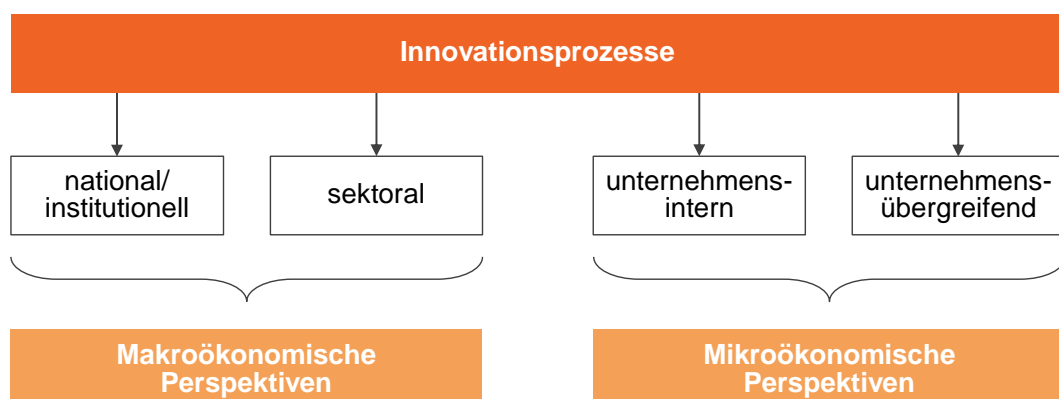 Innovationsprozesse
national/
institutionell
sektoral
unternehmens-
intern
unternehmens-
übergreifend
Makroökonomische
Perspektiven
Mikroökonomische
Perspektiven